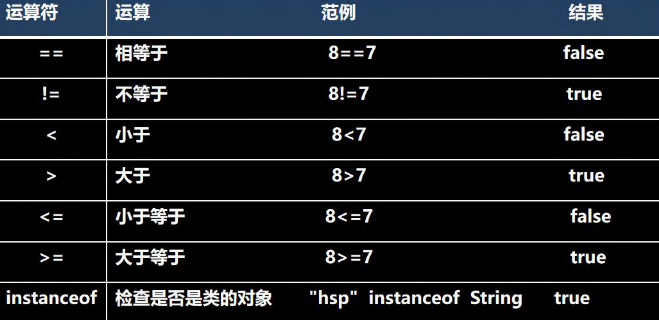 运算符 运算 范例 结果
== 相等于 8==7 false
!= 不等于 8!=7 true
< 小于 8<7 false
> 大于 8>7 true
<= 小于等于 8<=7 false
>= 大于等于 8>=7 true
instanceof 检查是否是类的对象 "hsp" instanceof String true